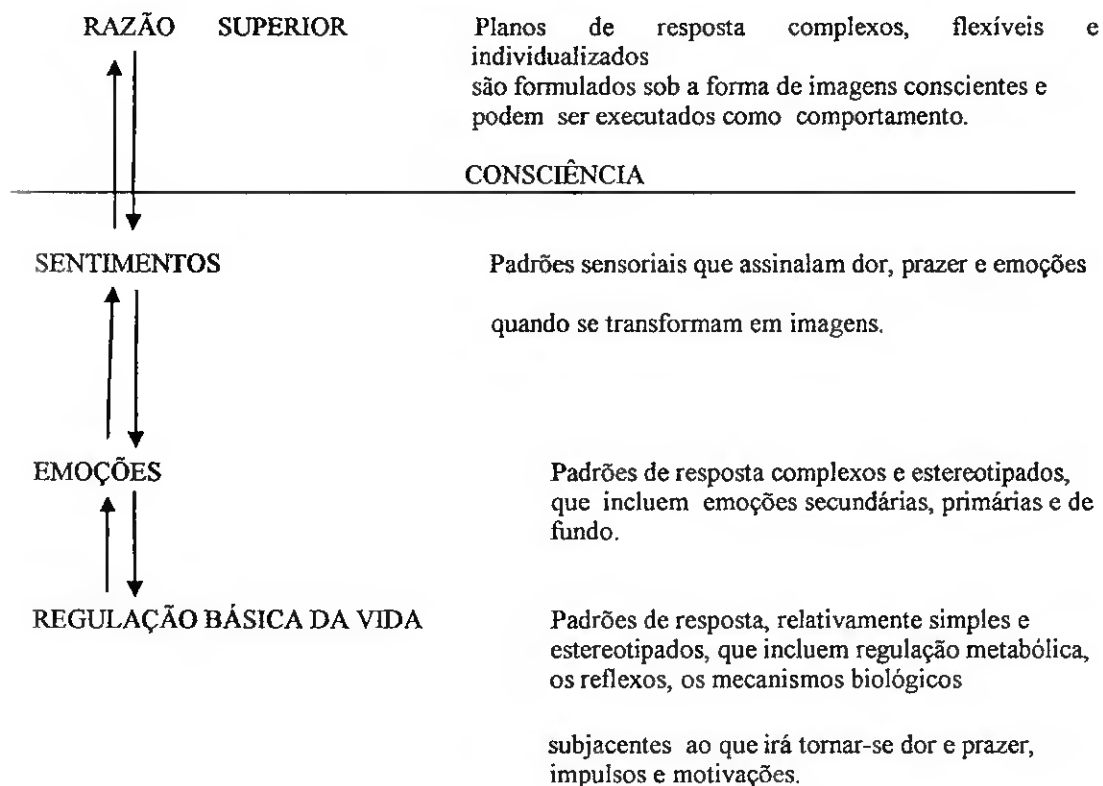 RAZÃO SUPERIOR
Planos de resposta complexos, flexíveis e
individualizados
são formulados sob a forma de imagens conscientes e
podem ser executados como comportamento.
CONSCIÊNCIA
SENTIMENTOS
Padrões sensoriais que assinalam dor, prazer e emoções
quando se transformam em imagens.
EMOÇÕES
Padrões de resposta complexos e estereotipados,
que incluem emoções secundárias, primárias e de
fundo.
REGULAÇÃO BÁSICA DA VIDA
Padrões de resposta, relativamente simples e
estereotipados, que incluem regulação metabólica,
os reflexos, os mecanismos biológicos
subjacentes ao que irá tornar-se dor e prazer,
impulsos e motivações.